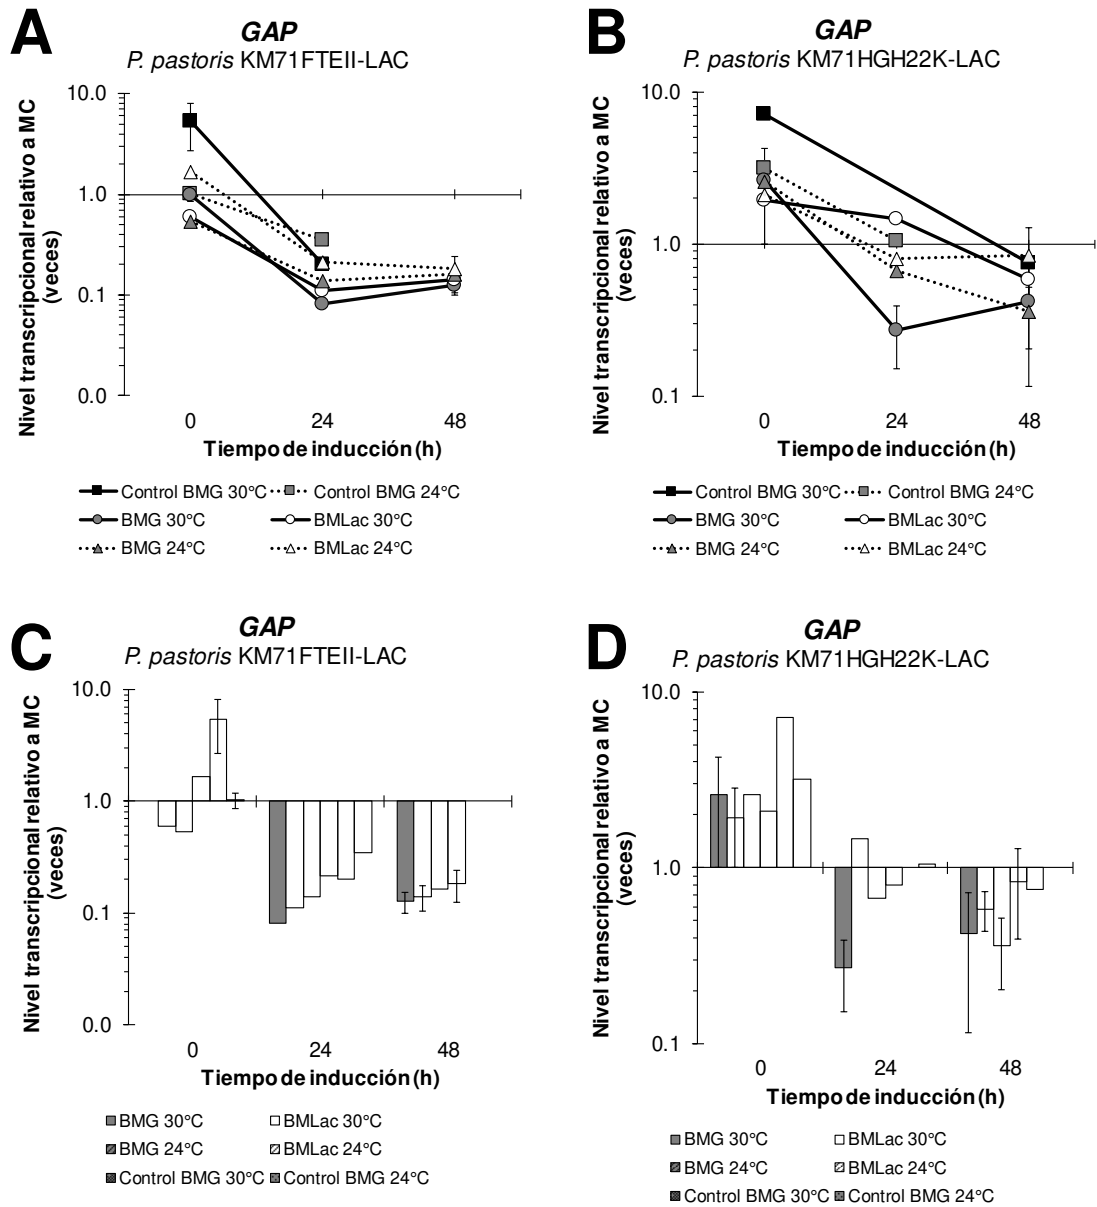 A
GAP
P. pastoris KM71FTEII-LAC
Nivel transcripcional relativo a MC
(veces)
10.0
1.0
0.1
0.0
0 24 48
Tiempo de inducción (h)
Control BMG 30°C Control BMG 24°C
BMG 30°C BMLac 30°C
BMG 24°C BMLac 24°C
B
GAP
P. pastoris KM71HGH22K-LAC
Nivel transcripcional relativo a MC
(veces)
10.0
1.0
0.1
0 24 48
Tiempo de inducción (h)
Control BMG 30°C Control BMG 24°C
BMG 30°C BMLac 30°C
BMG 24°C BMLac 24°C
C
GAP
P. pastoris KM71FTEII-LAC
Nivel transcripcional relativo a MC
(veces)
10.0
1.0
0.1
0.0
0 24 48
Tiempo de inducción (h)
BMG 30°C BMLac 30°C
BMG 24°C BMLac 24°C
Control BMG 30°C Control BMG 24°C
D
GAP
P. pastoris KM71HGH22K-LAC
Nivel transcripcional relativo a MC
(veces)
10.0
1.0
0.1
0 24 48
Tiempo de inducción (h)
BMG 30°C BMLac 30°C
BMG 24°C BMLac 24°C
Control BMG 30°C Control BMG 24°C